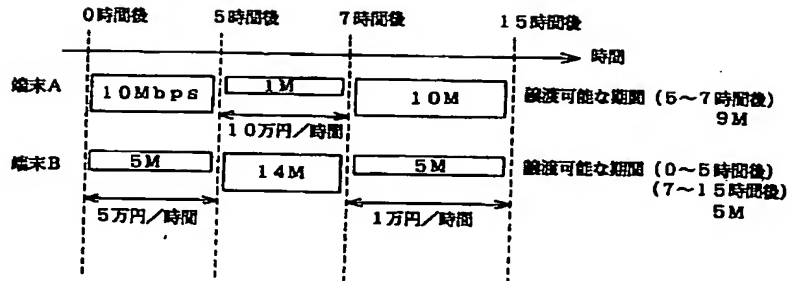 0時間後 5時間後 7時間後 15時間後
時間
端末A 10Mbps 1M 10M 譲渡可能な期間(5~7時間後)
9M
10万円/時間
端末B 5M 14M 5M 譲渡可能な期間(0~5時間後)
(7~15時間後)
5M
5万円/時間 1万円/時間